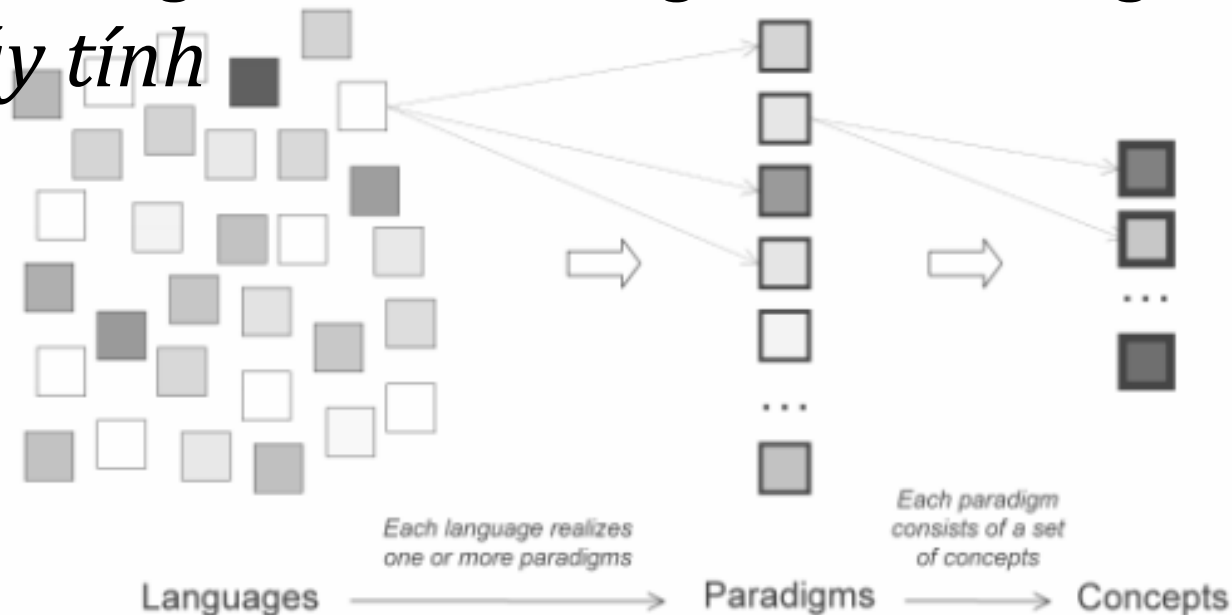 y tính
Each language realizes
one or more paradigms
Each paradigm
consists of a set
of concepts
Languages
Paradigms
Concepts